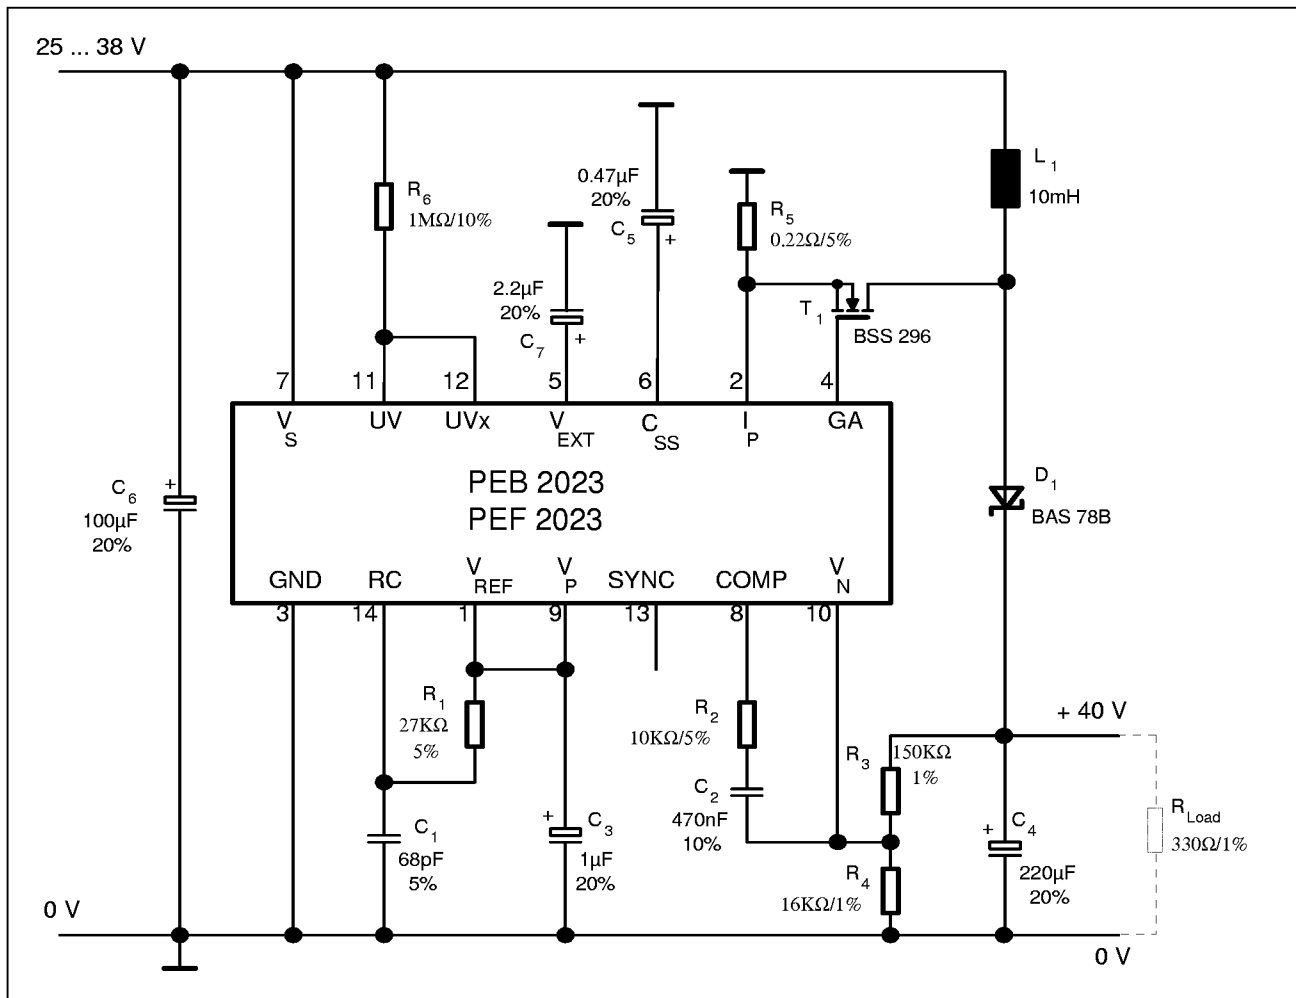 25 ... 38 V
R6
1MΩ/10%
0.47µF
20%
C5
+
2.2µF
20%
C7
+
R5
0.22Ω/5%
L1
10mH
T1
BSS 296
7
11
12
5
6
2
4
VS
UV
UVx
VEXT
CSS
IP
GA
PEB 2023
PEF 2023
C6
100µF
20%
+
D1
BAS 78B
GND
RC
VREF
VP
SYNC
COMP
VN
3
14
1
9
13
8
10
R1
27KΩ
5%
R2
10KΩ/5%
+ 40 V
R3
150KΩ
1%
C2
470nF
10%
C1
68pF
5%
+
C3
1µF
20%
R4
16KΩ/1%
+
C4
220µF
20%
RLoad
330Ω/1%
0 V
0 V